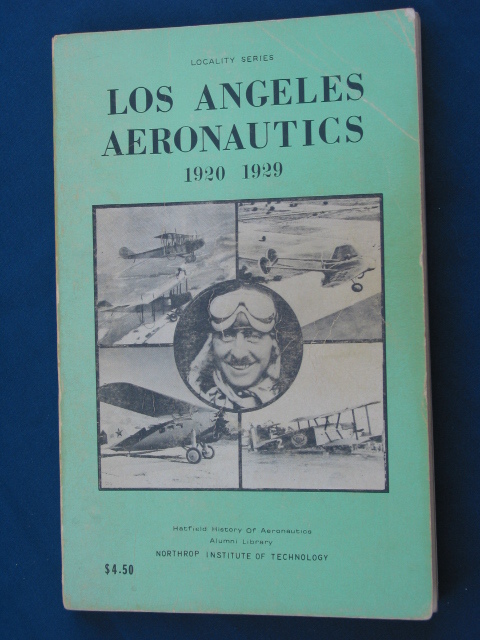 LOCALITY SERIES
LOS ANGELES
AERONAUTICS
1920 1929
Hatfield History Of Aeronautics
Alumni Library
NORTHROP INSTITUTE OF TECHNOLOGY
$4.50